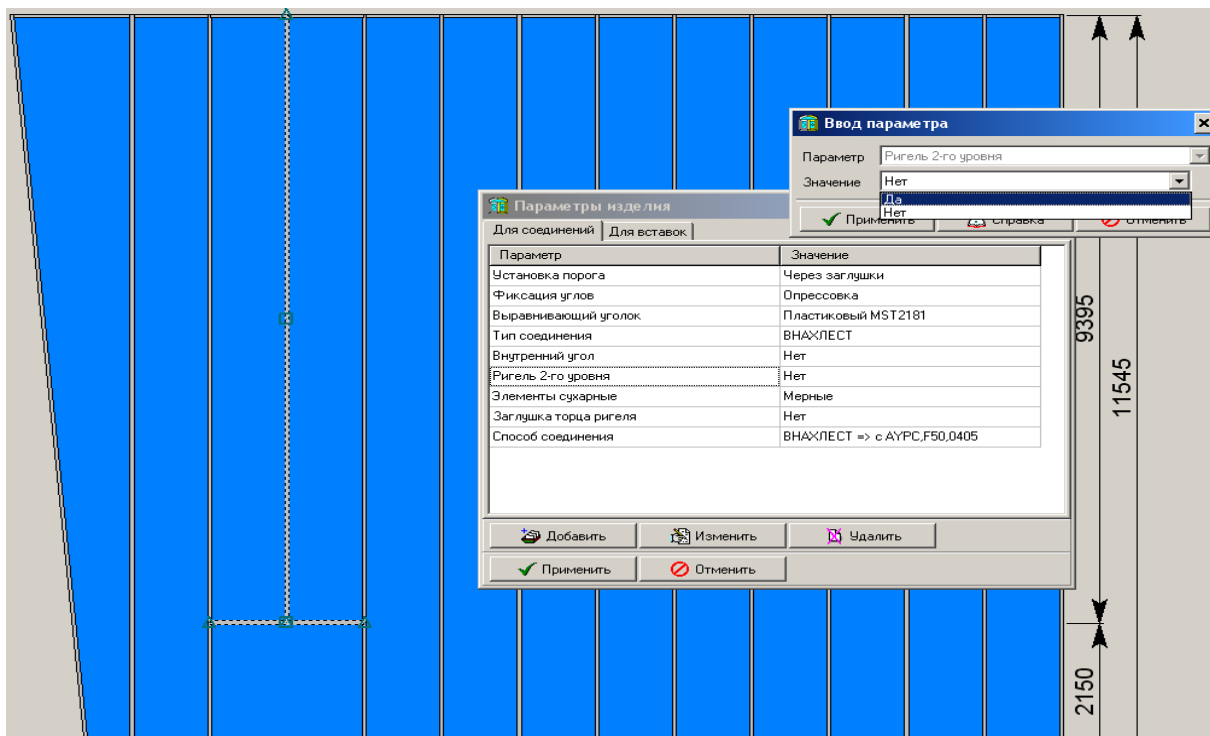 Ввод параметра
Параметр Ригель 2-го уровня
Значение Нет
Да
Нет
Применить Справка Отменить
Параметры изделия
Для соединений Для вставок
Параметр Значение
Установка порога Через заглушки
Фиксация углов Опрессовка
Выравнивающий уголок Пластиковый MST2181
Тип соединения ВНАХЛЕСТ
Внутренний угол Нет
Ригель 2-го уровня Нет
Элементы сухарные Мерные
Заглушка торца ригеля Нет
Способ соединения ВНАХЛЕСТ => с AYPC,F50,0405
Добавить Изменить Удалить
Применить Отменить
9395
11545
2150